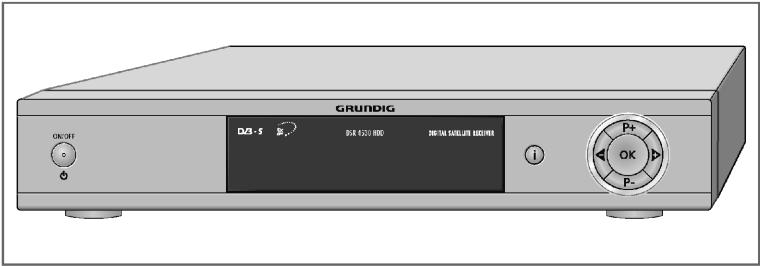 GRUNDIG
ON/OFF
DVB-S DSR 4530 HDD DIGITAL SATELLITE RECEIVER
i
P+
OK
P-